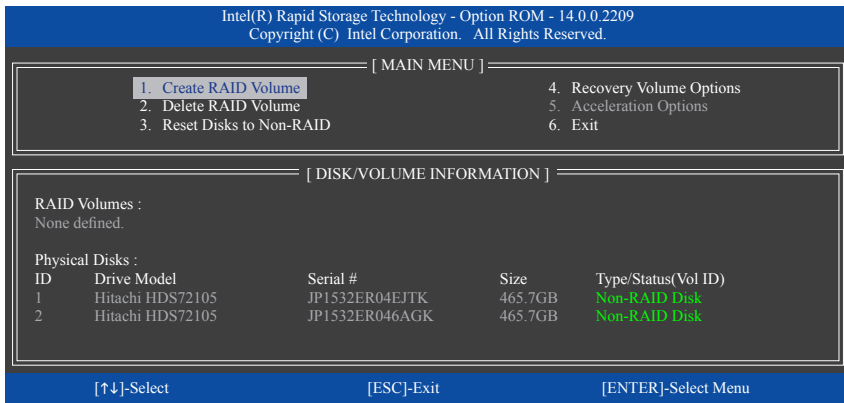 Intel(R) Rapid Storage Technology - Option ROM - 14.0.0.2209
Copyright (C) Intel Corporation. All Rights Reserved.
[ MAIN MENU ]
1. Create RAID Volume
2. Delete RAID Volume
3. Reset Disks to Non-RAID
4. Recovery Volume Options
5. Acceleration Options
6. Exit
[ DISK/VOLUME INFORMATION ]
RAID Volumes :
None defined.
Physical Disks :
ID Drive Model Serial # Size Type/Status(Vol ID)
1 Hitachi HDS72105 JP1532ER04EJTK 465.7GB Non-RAID Disk
2 Hitachi HDS72105 JP1532ER046AGK 465.7GB Non-RAID Disk
[↑↓]-Select [ESC]-Exit [ENTER]-Select Menu